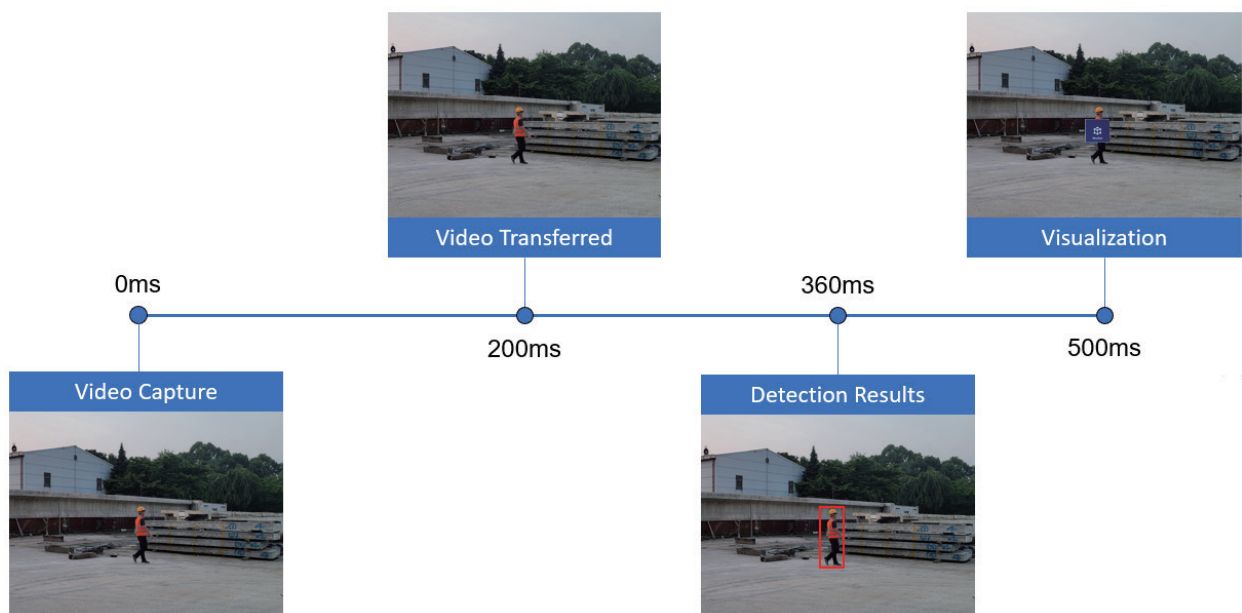 Video Transferred
Visualization
0ms
360ms
200ms
500ms
Video Capture
Detection Results